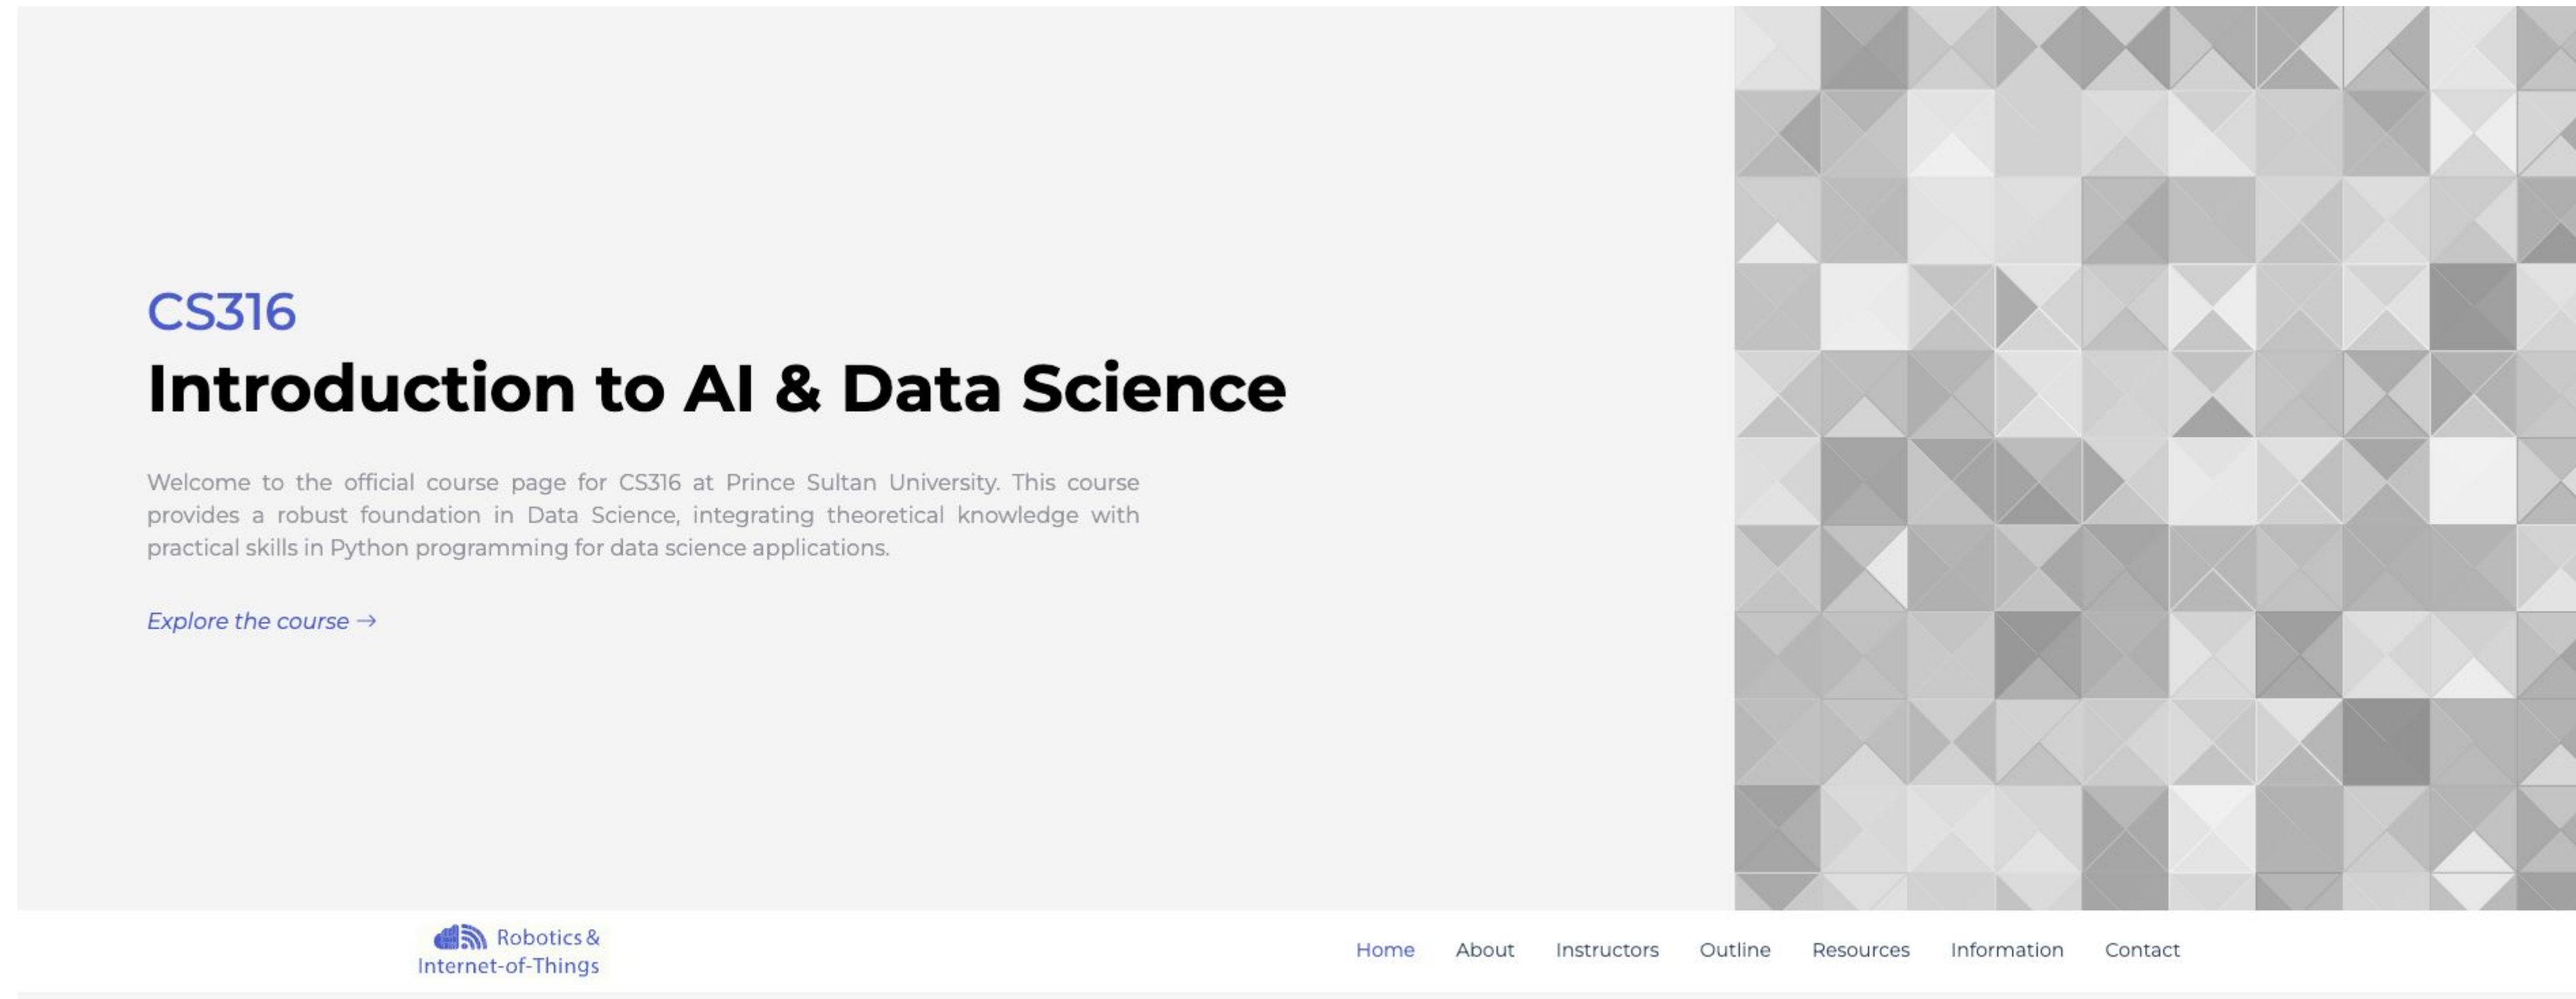 CS316
Introduction to AI & Data Science
Welcome to the official course page for CS316 at Prince Sultan University. This course
provides a robust foundation in Data Science, integrating theoretical knowledge with
practical skills in Python programming for data science applications.
Explore the course →
Robotics &
Internet-of-Things
Home About Instructors Outline Resources Information Contact